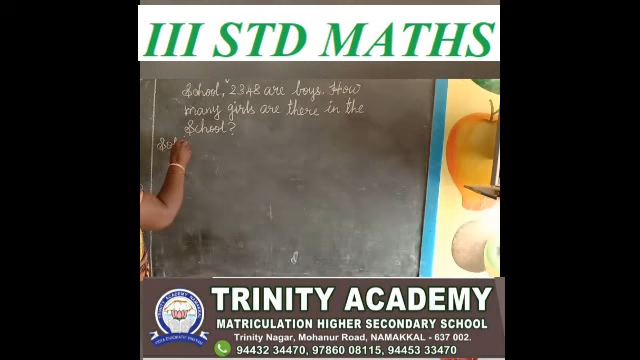 III STD MATHS
School, 2348 are boys. How
many girls are there in the
School?
Sol
TRINITY ACADEMY
MATRICULATION HIGHER SECONDARY SCHOOL
Trinity Nagar, Mohanur Road, NAMAKKAL - 637 002.
94432 34470, 97860 08115, 94453 33470